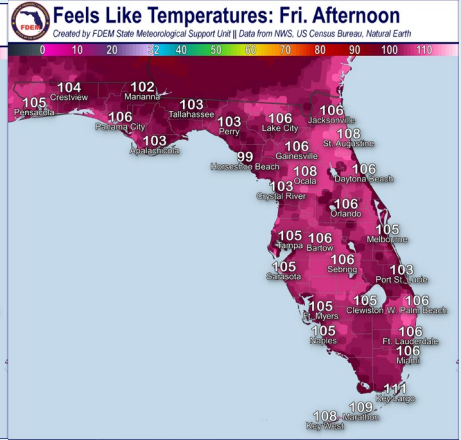 Feels Like Temperatures: Fri. Afternoon
Created by FDEM State Meteorological Support Unit || Data from NWS, US Census Bureau, Natural Earth
FDEM
0 10 20 32 40 50 60 70 80 90 100 110
104
Crestview
102
Marianna
105
Pensacola
103
Tallahassee
106
Panama City
103
Apalachicola
103
Perry
106
Lake City
106
Jacksonville
108
St. Augustine
106
Gainesville
99
Horseshoe Beach
108
Ocala
106
Daytona Beach
103
Crystal River
106
Orlando
105
Melbourne
105
Tampa
106
Bartow
106
Sebring
105
Sarasota
103
Port St. Lucie
105
Ft. Myers
105
Clewiston
106
W. Palm Beach
105
Naples
106
Ft. Lauderdale
106
Miami
111
Key Largo
109
Marathon
108
Key West